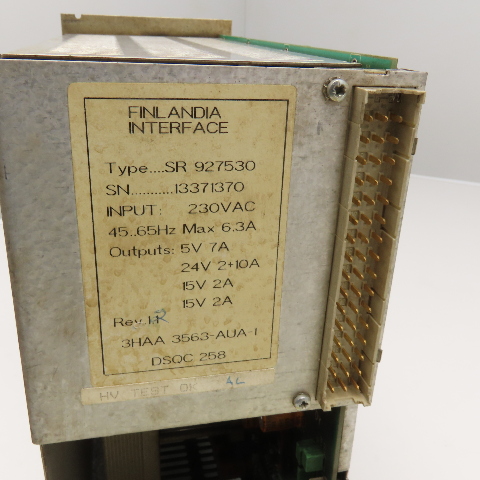 FINLANDIA
INTERFACE
Type....SR 927530
SN..........13371370
INPUT: 230VAC
45..65Hz Max 6.3A
Outputs: 5V 7A
24V 2+10A
15V 2A
15V 2A
Rev.
3HAA 3563-AUA-1
DSQC 258
HV TEST OK